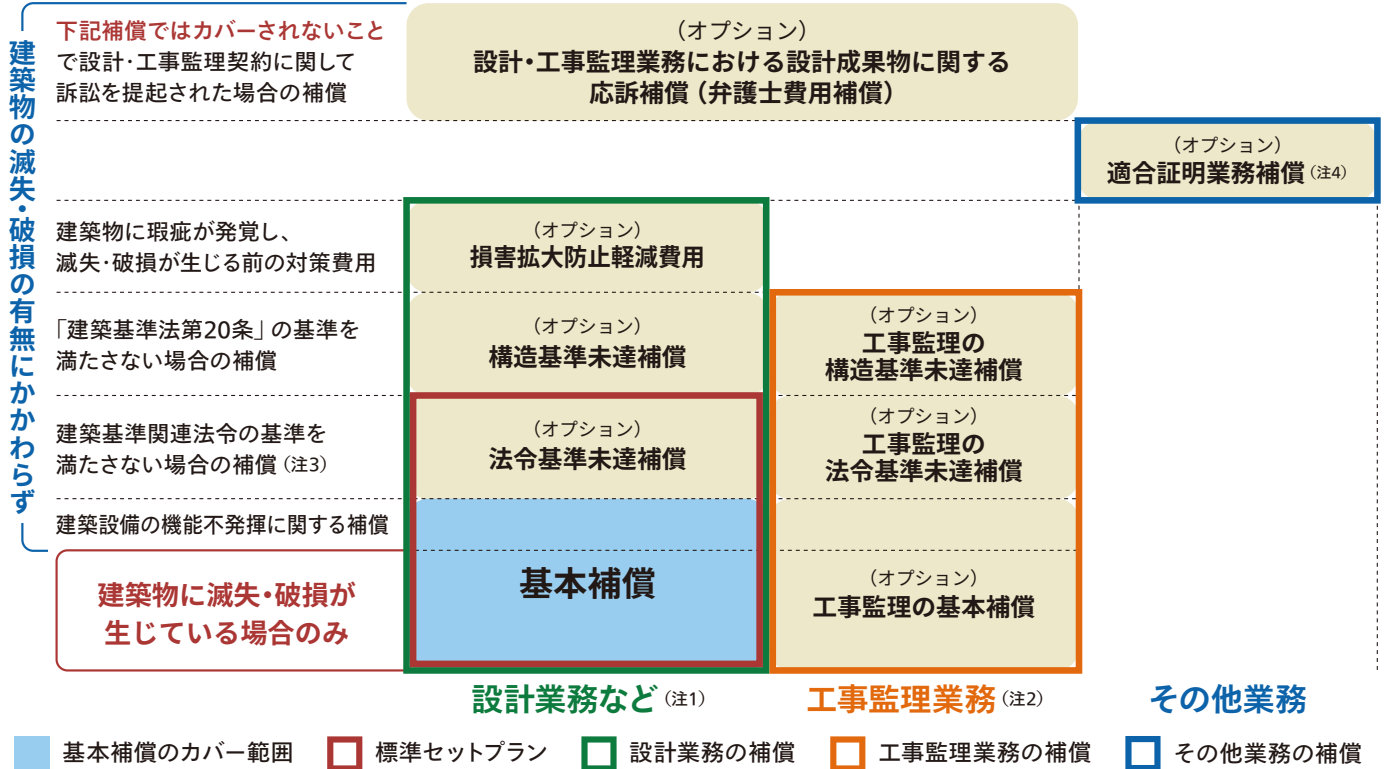 建築物の滅失・破損の有無にかかわらず
下記補償ではカバーされないこと
で設計・工事監理契約に関して
訴訟を提起された場合の補償
（オプション）
設計・工事監理業務における設計成果物に関する
応訴補償（弁護士費用補償）
（オプション）
適合証明業務補償（注4）
建築物に瑕疵が発覚し、
滅失・破損が生じる前の対策費用
（オプション）
損害拡大防止軽減費用
「建築基準法第20条」の基準を
満たさない場合の補償
（オプション）
構造基準未達補償
（オプション）
工事監理の
構造基準未達補償
建築基準関連法令の基準を
満たさない場合の補償（注3）
（オプション）
法令基準未達補償
（オプション）
工事監理の
法令基準未達補償
建築設備の機能不発揮に関する補償
建築物に滅失・破損が
生じている場合のみ
基本補償
（オプション）
工事監理の基本補償
設計業務など（注1）
工事監理業務（注2）
その他業務
基本補償のカバー範囲
標準セットプラン
設計業務の補償
工事監理業務の補償
その他業務の補償